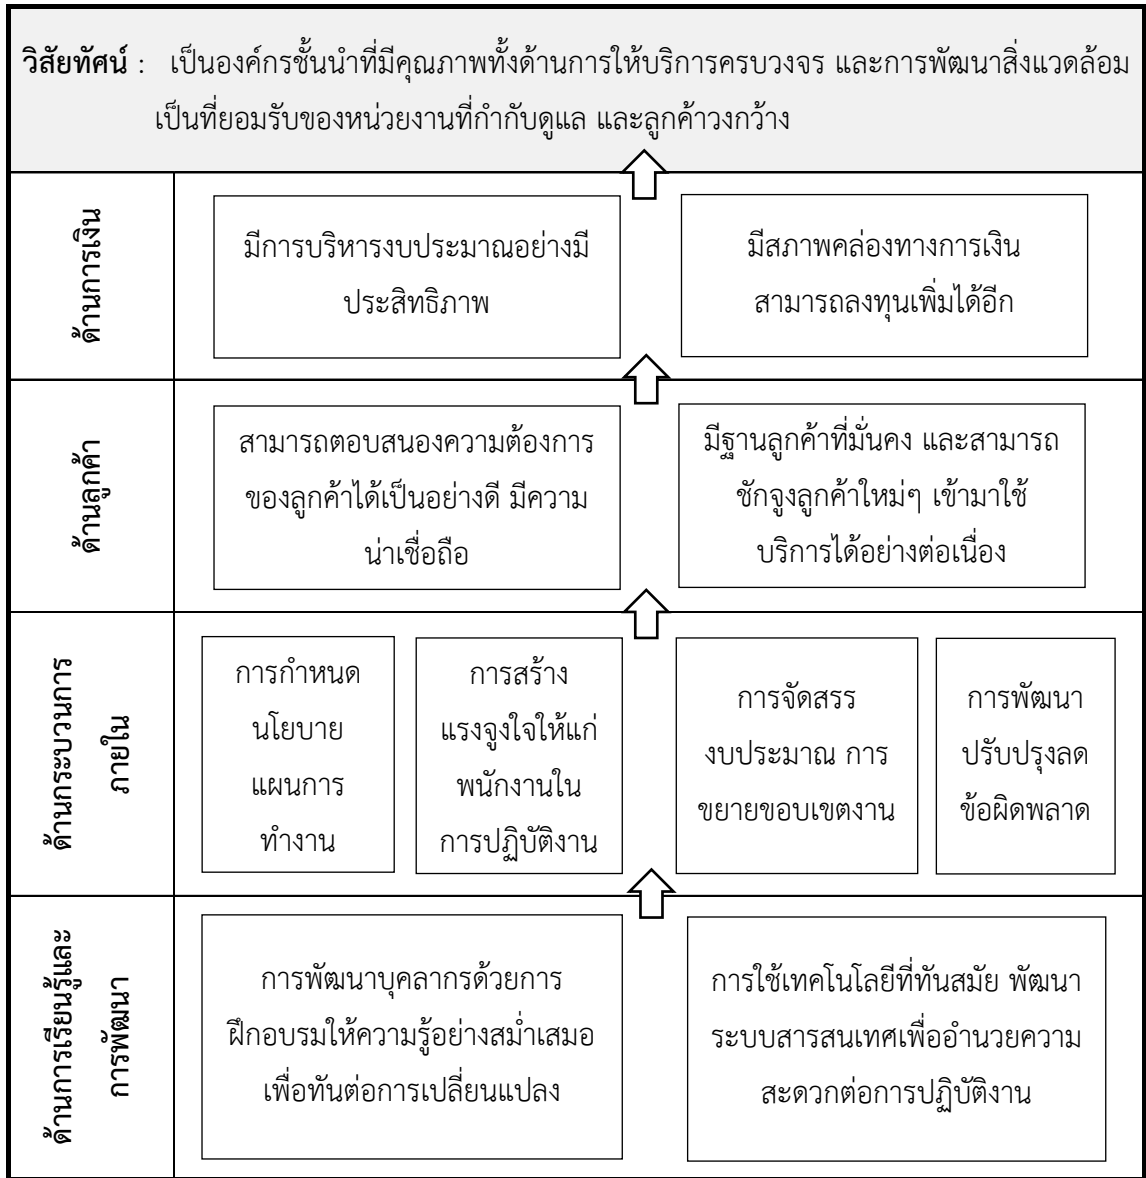 วิสัยทัศน์ : เป็นองค์กรชั้นนำที่มีคุณภาพทั้งด้านการให้บริการครบวงจร และการพัฒนาสิ่งแวดล้อม
เป็นที่ยอมรับของหน่วยงานที่กำกับดูแล และลูกค้าวงกว้าง
ด้านการเงิน
มีการบริหารงบประมาณอย่างมี
ประสิทธิภาพ
มีสภาพคล่องทางการเงิน
สามารถลงทุนเพิ่มได้อีก
ด้านลูกค้า
สามารถตอบสนองความต้องการ
ของลูกค้าได้เป็นอย่างดี มีความ
น่าเชื่อถือ
มีฐานลูกค้าที่มั่นคง และสามารถ
ชักจูงลูกค้าใหม่ๆ เข้ามาใช้
บริการได้อย่างต่อเนื่อง
ด้านกระบวนการ
ภายใน
การกำหนด
นโยบาย
แผนการ
ทำงาน
การสร้าง
แรงจูงใจให้แก่
พนักงานใน
การปฏิบัติงาน
การจัดสรร
งบประมาณ การ
ขยายขอบเขตงาน
การพัฒนา
ปรับปรุงลด
ข้อผิดพลาด
ด้านการเรียนรู้และ
การพัฒนา
การพัฒนาบุคลากรด้วยการ
ฝึกอบรมให้ความรู้อย่างสม่ำเสมอ
เพื่อทันต่อการเปลี่ยนแปลง
การใช้เทคโนโลยีที่ทันสมัย พัฒนา
ระบบสารสนเทศเพื่ออำนวยความ
สะดวกต่อการปฏิบัติงาน